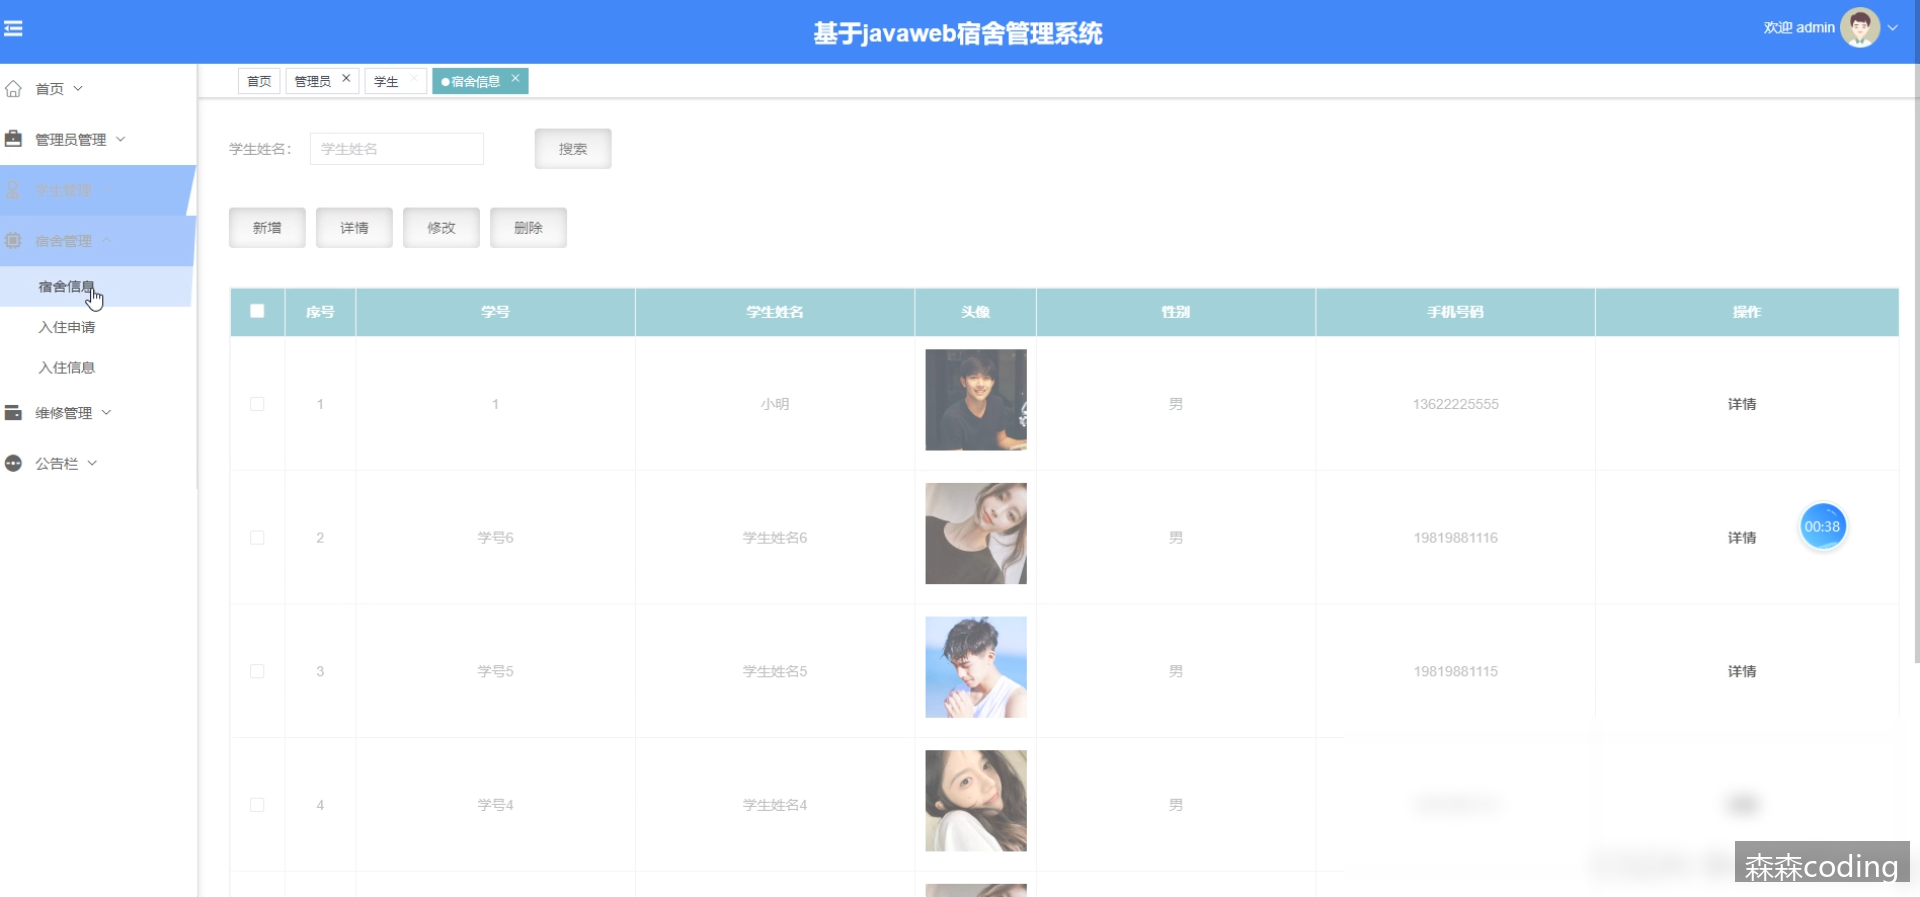 基于javaweb宿舍管理系统
欢迎 admin
首页
管理员管理
学生管理
宿舍管理
宿舍信息
入住申请
入住信息
维修管理
公告栏
首页 管理员 学生 宿舍信息
学生姓名： 学生姓名 搜索
新增 详情 修改 删除
序号 学号 学生姓名 头像 性别 手机号码 操作
1 1 小明 男 13622225555 详情
2 学号6 学生姓名6 男 19819881116 详情
00:38
3 学号5 学生姓名5 男 19819881115 详情
4 学号4 学生姓名4 男
森森coding